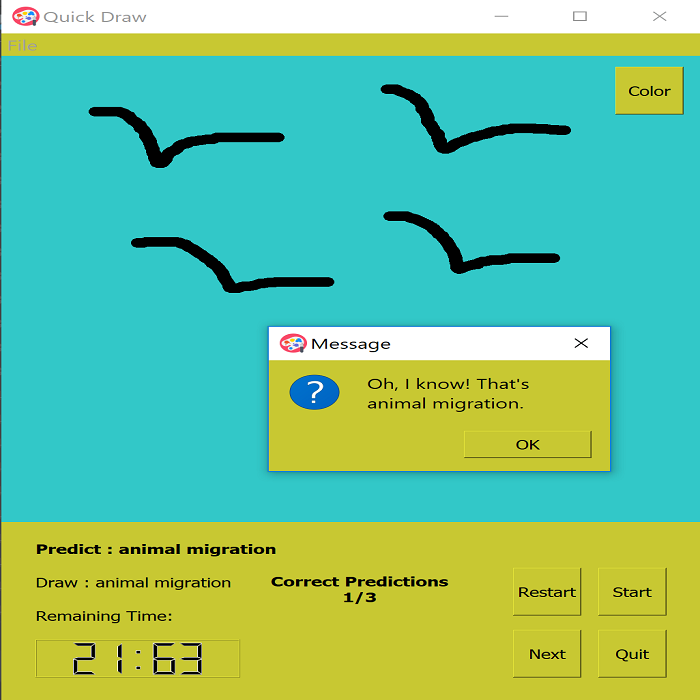 Quick Draw
File
Color
Message
?
Oh, I know! That's
animal migration.
OK
Predict : animal migration
Draw : animal migration
Correct Predictions
1/3
Remaining Time:
21:63
Restart
Start
Next
Quit